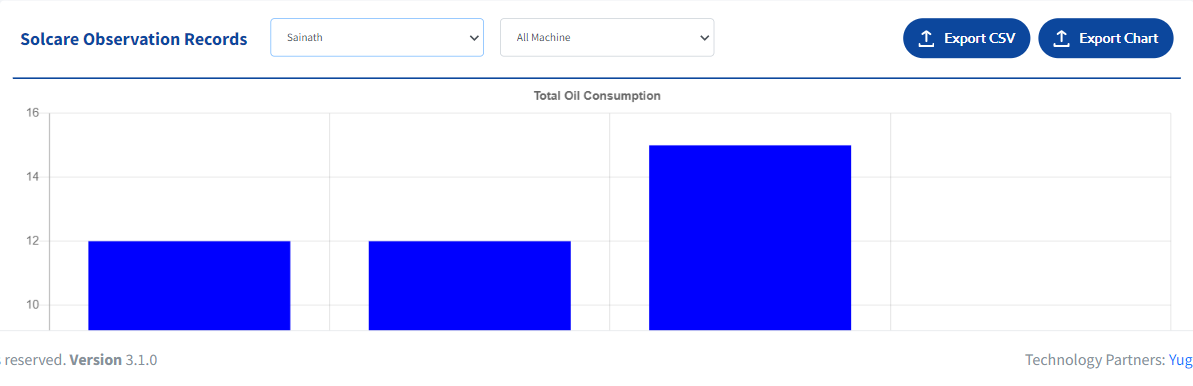 Solcare Observation Records
Sainath
All Machine
Export CSV
Export Chart
Total Oil Consumption
16
14
12
10
reserved. Version 3.1.0
Technology Partners: Yug